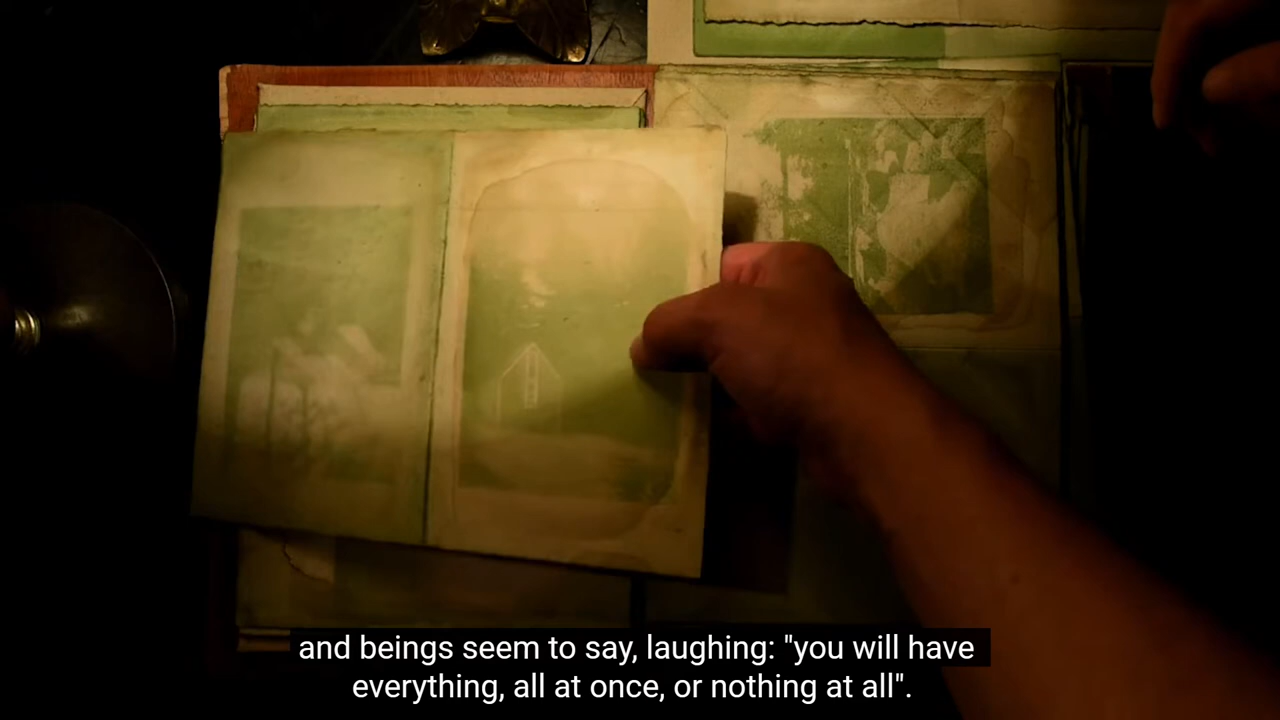 and beings seem to say, laughing: "you will have
everything, all at once, or nothing at all".